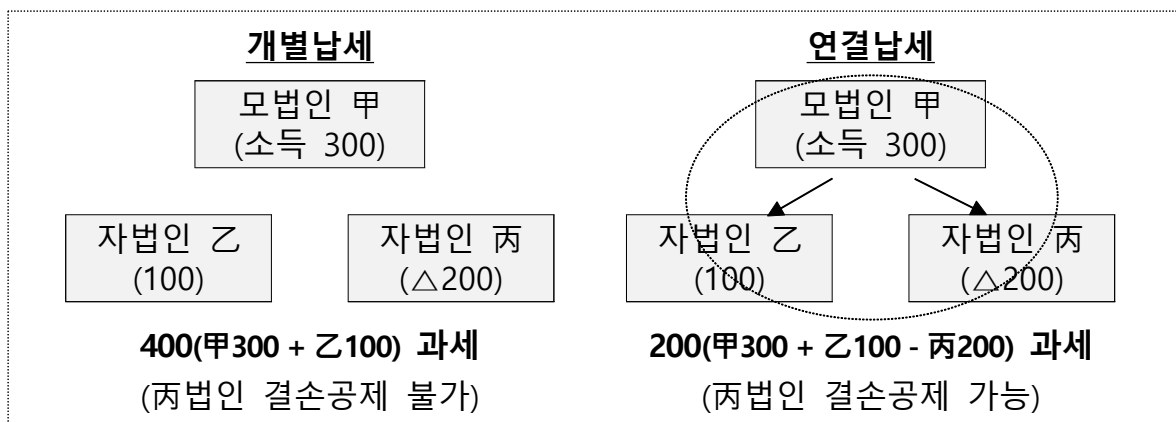 개별납세
모법인 甲
(소득 300)
자법인 乙
(100)
자법인 丙
(△200)
400(甲300 + 乙100) 과세
(丙법인 결손공제 불가)
연결납세
모법인 甲
(소득 300)
자법인 乙
(100)
자법인 丙
(△200)
200(甲300 + 乙100 - 丙200) 과세
(丙법인 결손공제 가능)